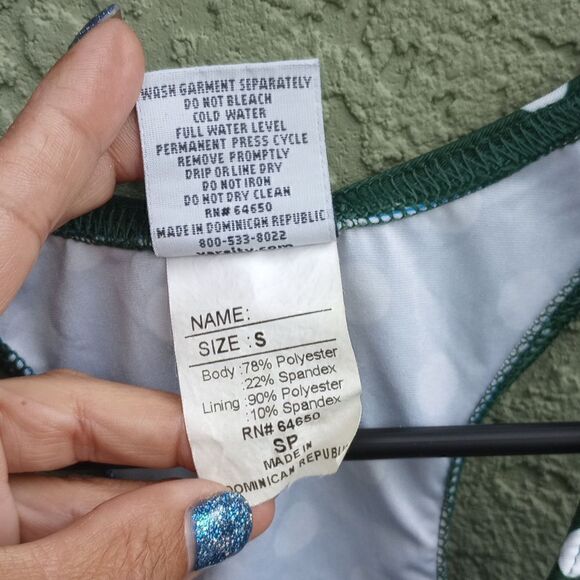 WASH GARMENT SEPARATELY
DO NOT BLEACH
COLD WATER
FULL WATER LEVEL
PERMANENT PRESS CYCLE
REMOVE PROMPTLY
DRIP OR LINE DRY
DO NOT IRON
DO NOT DRY CLEAN
RN# 64650
MADE IN DOMINICAN REPUBLIC
800-533-8022
varsity.com
NAME:
SIZE :S
Body :78% Polyester
:22% Spandex
Lining :90% Polyester
:10% Spandex
RN# 64650
SP
MADE IN
DOMINICAN REPUBLIC